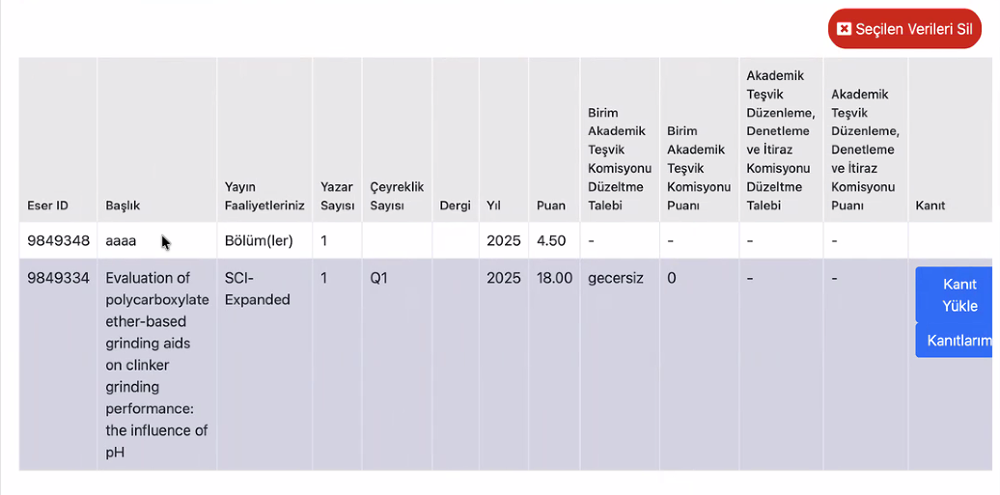 Seçilen Verileri Sil
Eser ID
Başlık
Yayın
Faaliyetleriniz
Yazar
Sayısı
Çeyreklik
Sayısı
Dergi
Yıl
Puan
Birim
Akademik
Teşvik
Komisyonu
Düzeltme
Talebi
Birim
Akademik
Teşvik
Komisyonu
Puanı
Akademik
Teşvik
Düzenleme,
Denetleme
ve İtiraz
Komisyonu
Düzeltme
Talebi
Akademik
Teşvik
Düzenleme,
Denetleme
ve İtiraz
Komisyonu
Puanı
Kanıt
9849348 aaaa Bölüm(ler) 1 2025 4.50 - - - -
9849334
Evaluation of
polycarboxylate
ether-based
grinding aids
on clinker
grinding
performance:
the influence of
pH
SCI-
Expanded
1
Q1
2025
18.00
gecersiz
0
-
-
Kanıt
Yükle
Kanıtlarım